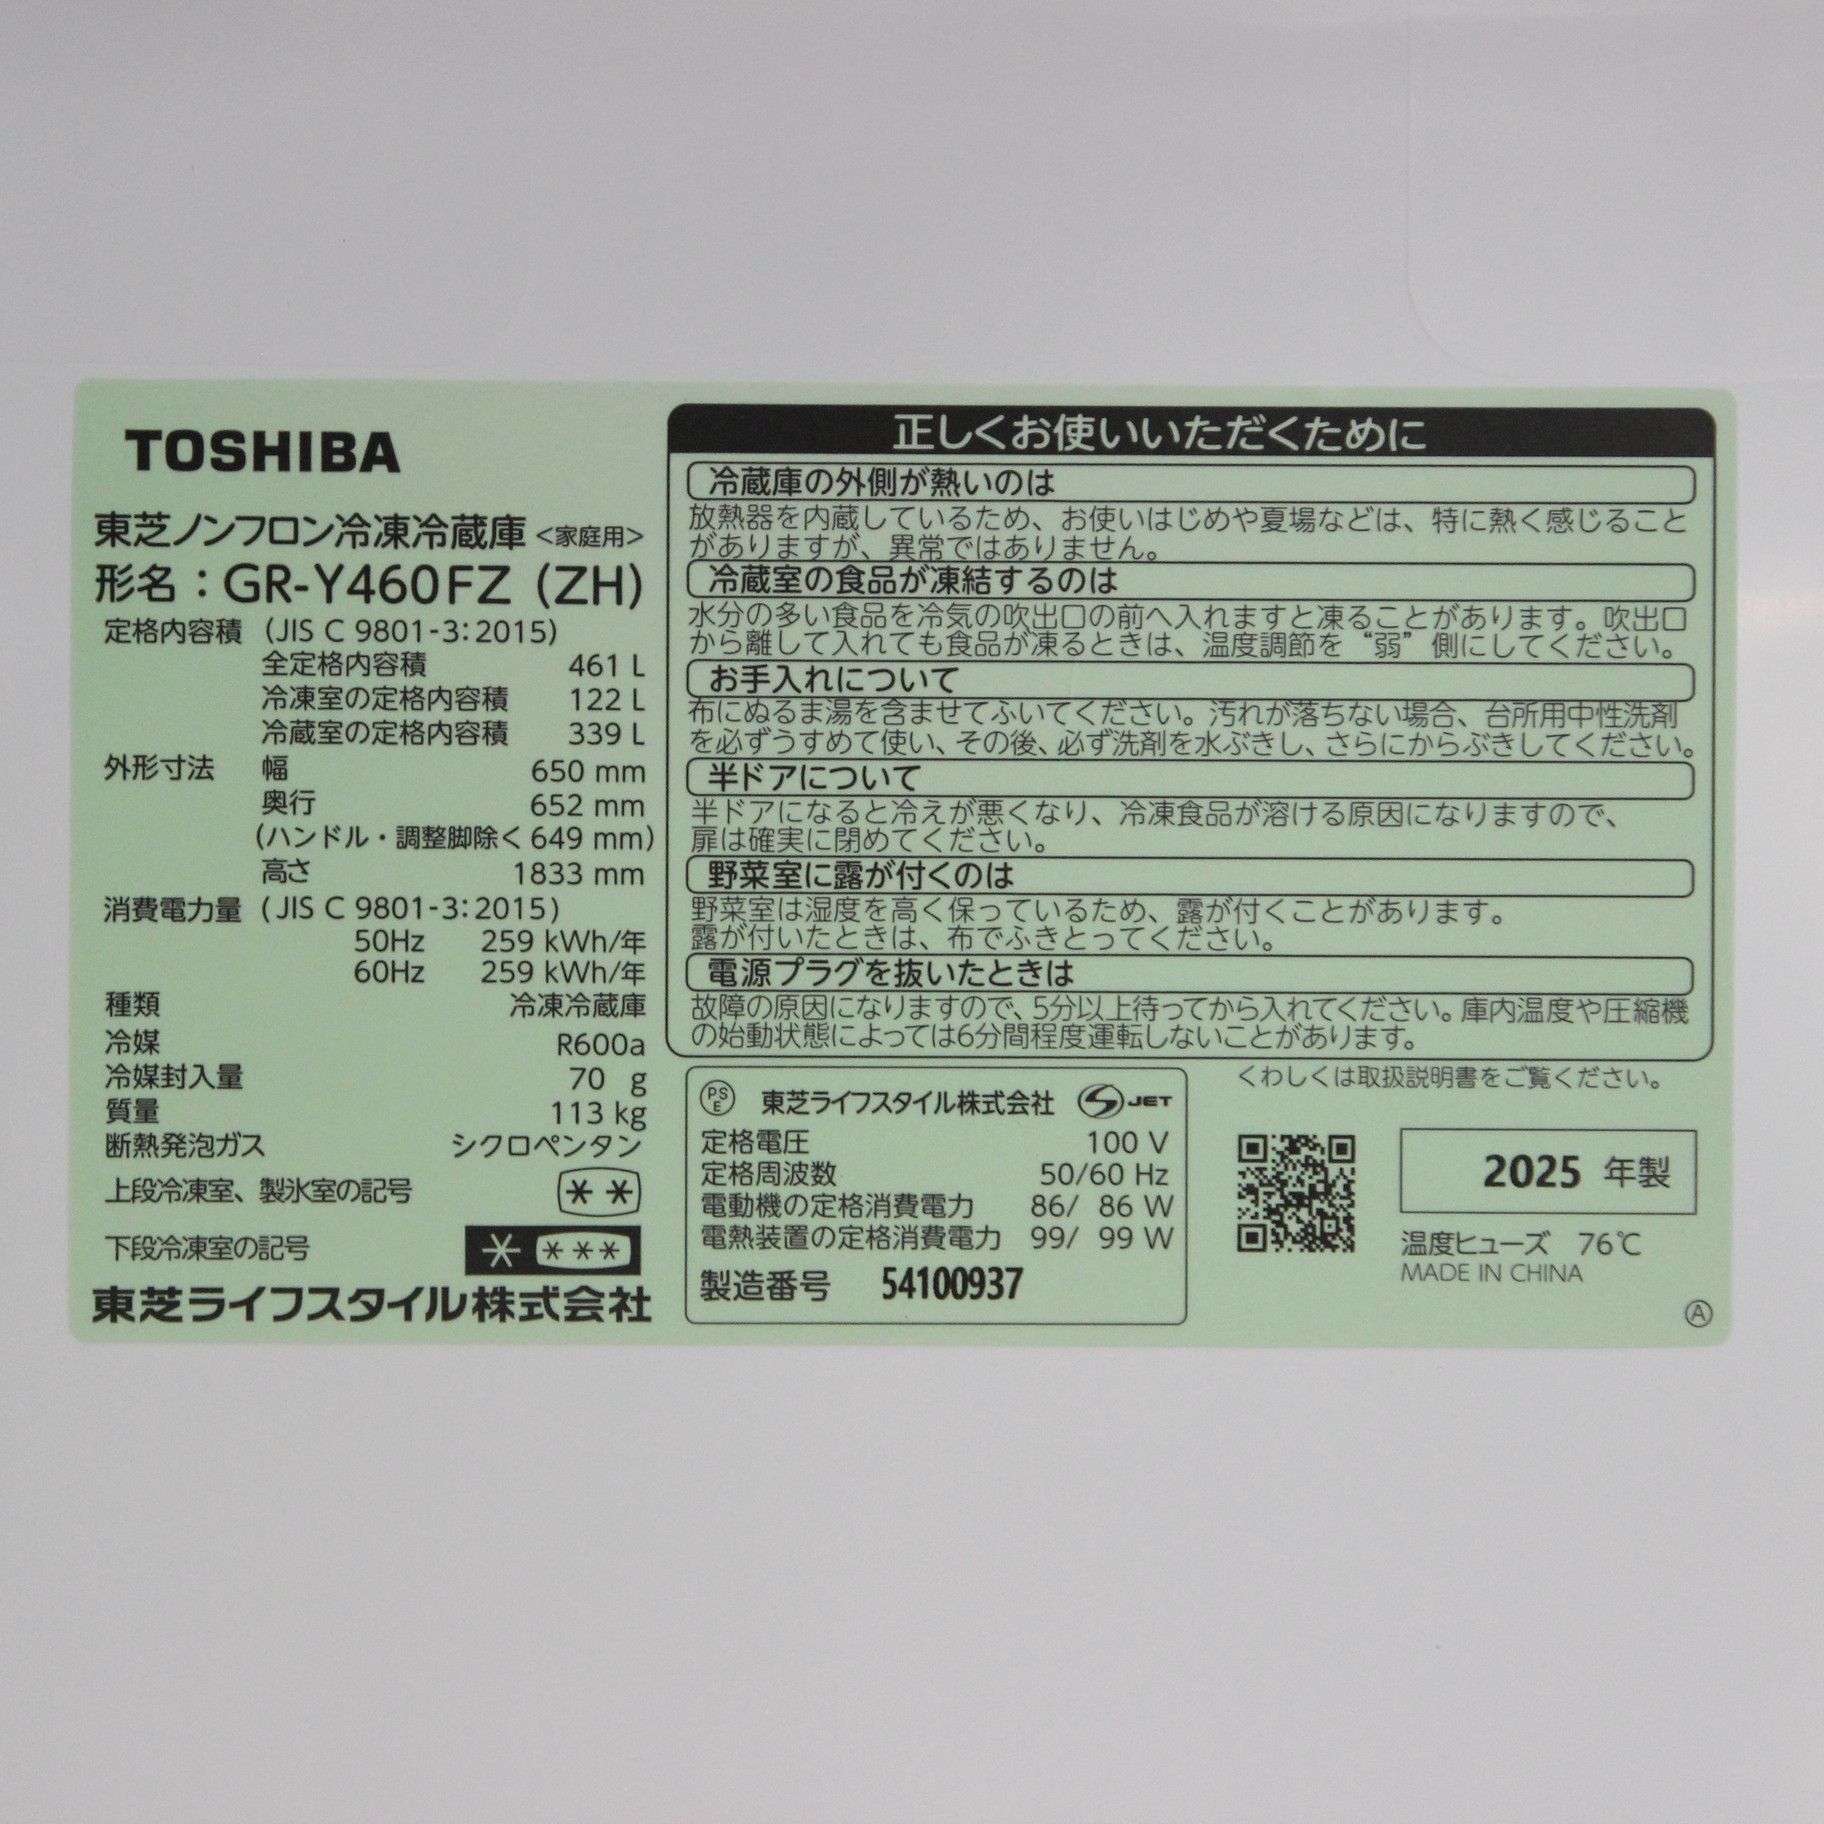 TOSHIBA
東芝ノンフロン冷凍冷蔵庫 <家庭用>
形名：GR-Y460FZ (ZH)
定格内容積 (JIS C 9801-3:2015)
全定格内容積 461 L
冷凍室の定格内容積 122 L
冷蔵室の定格内容積 339 L
外形寸法 幅 650 mm
奥行 652 mm
(ハンドル・調整脚除く 649 mm)
高さ 1833 mm
消費電力量 (JIS C 9801-3:2015)
50Hz 259 kWh/年
60Hz 259 kWh/年
種類 冷凍冷蔵庫
冷媒 R600a
冷媒封入量 70 g
質量 113 kg
断熱発泡ガス シクロペンタン
上段冷凍室、製氷室の記号 **
下段冷凍室の記号 * ***
東芝ライフスタイル株式会社
正しくお使いいただくために
冷蔵庫の外側が熱いのは
放熱器を内蔵しているため、お使いはじめや夏場などは、特に熱く感じること
がありますが、異常ではありません。
冷蔵室の食品が凍結するのは
水分の多い食品を冷気の吹出口の前へ入れますと凍ることがあります。吹出口
から離して入れても食品が凍るときは、温度調節を“弱”側にしてください。
お手入れについて
布にぬるま湯を含ませてふいてください。汚れが落ちない場合、台所用中性洗剤
を必ずうすめて使い、その後、必ず洗剤を水ぶきし、さらにからぶきしてください。
半ドアについて
半ドアになると冷えが悪くなり、冷凍食品が溶ける原因になりますので、
扉は確実に閉めてください。
野菜室に露が付くのは
野菜室は湿度を高く保っているため、露が付くことがあります。
露が付いたときは、布でふきとってください。
電源プラグを抜いたときは
故障の原因になりますので、5分以上待ってから入れてください。庫内温度や圧縮機
の始動状態によっては6分間程度運転しないことがあります。
PSE 東芝ライフスタイル株式会社 S JET
定格電圧 100 V
定格周波数 50/60 Hz
電動機の定格消費電力 86/ 86 W
電熱装置の定格消費電力 99/ 99 W
製造番号 54100937
くわしくは取扱説明書をご覧ください。
2025 年製
温度ヒューズ 76℃
MADE IN CHINA
Ⓐ